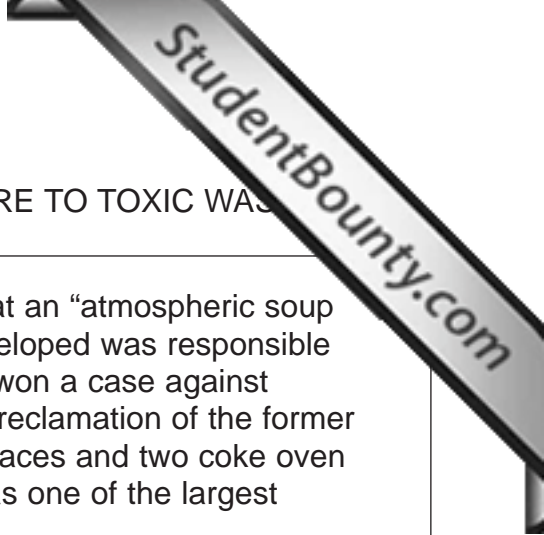 StudentBounty.com
RE TO TOXIC WAS
at an “atmospheric soup
eloped was responsible
won a case against
reclamation of the former
aces and two coke oven
s one of the largest